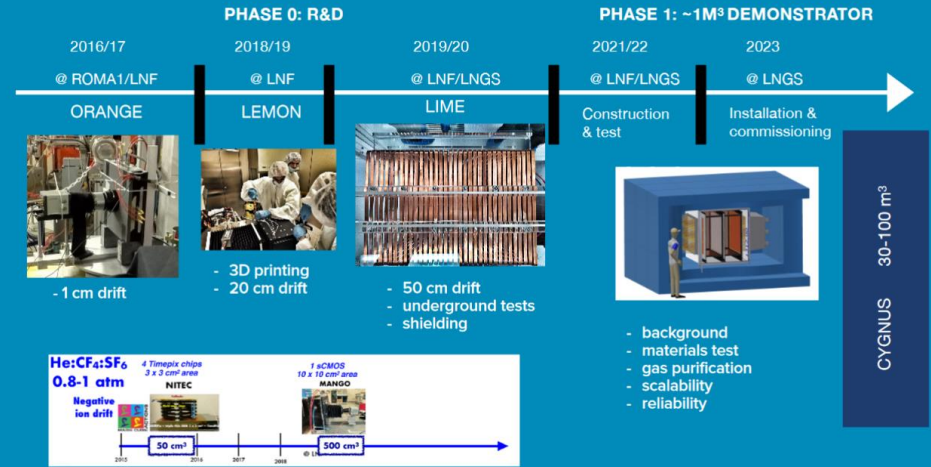 PHASE 0: R&D
PHASE 1: ~1M³ DEMONSTRATOR
2016/17
2018/19
2019/20
2021/22
2023
@ ROMA1/LNF
@ LNF
@ LNF/LNGS
@ LNF/LNGS
@ LNGS
ORANGE
LEMON
LIME
Construction
& test
Installation &
commissioning
- 1 cm drift
- 3D printing
- 20 cm drift
- 50 cm drift
- underground tests
- shielding
- background
- materials test
- gas purification
- scalability
- reliability
CYGNUS 30-100 m³
He:CF₄:SF₆
0.8-1 atm
Negative
ion drift
4 Timepix chips
3 x 3 cm² area
NITEC
1 sCMOS
10 x 10 cm² area
MANGO
50 cm³
500 cm³
2015
2016
2017
2018